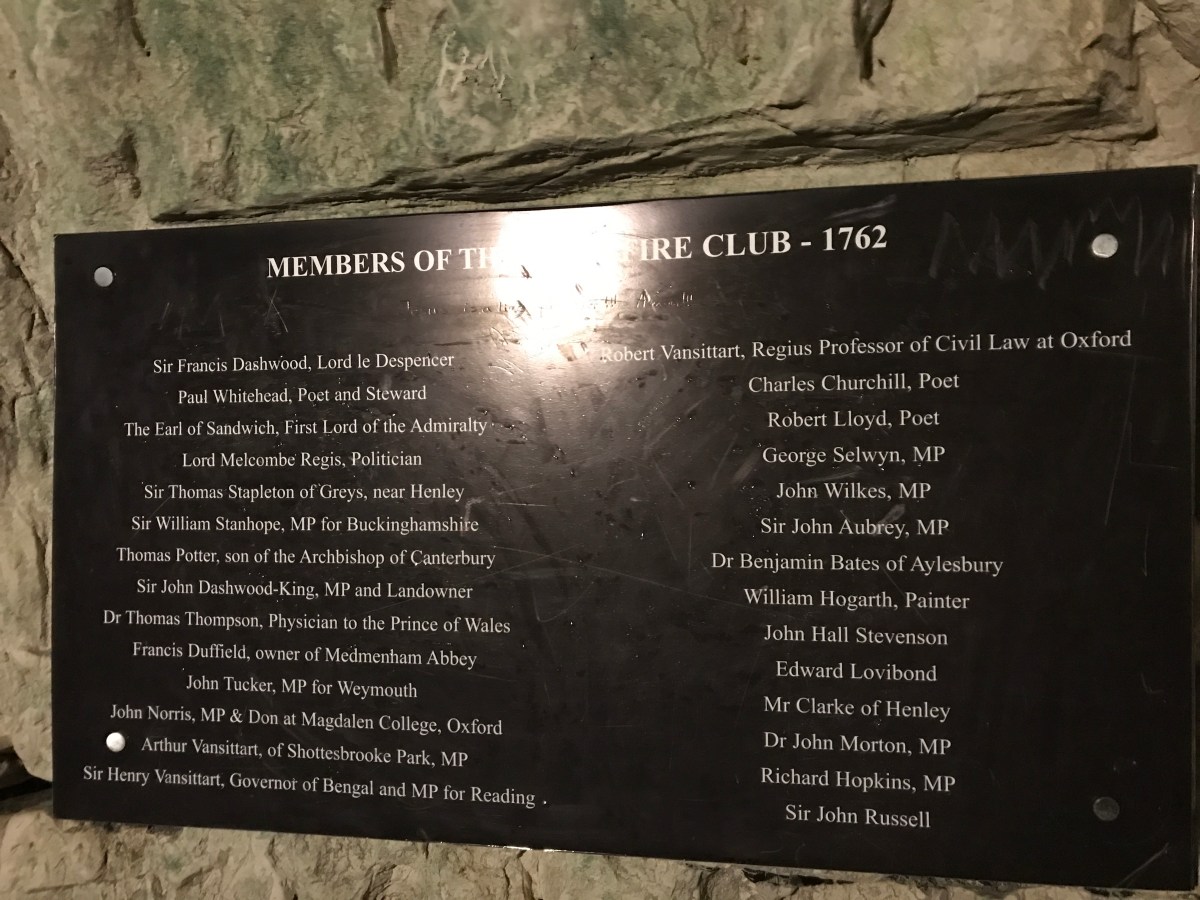 MEMBERS OF TH FIRE CLUB - 1762
Sir Francis Dashwood, Lord le Despencer
Paul Whitehead, Poet and Steward
The Earl of Sandwich, First Lord of the Admiralty
Lord Melcombe Regis, Politician
Sir Thomas Stapleton of Greys, near Henley
Sir William Stanhope, MP for Buckinghamshire
Thomas Potter, son of the Archbishop of Canterbury
Sir John Dashwood-King, MP and Landowner
Dr Thomas Thompson, Physician to the Prince of Wales
Francis Duffield, owner of Medmenham Abbey
John Tucker, MP for Weymouth
John Norris, MP & Don at Magdalen College, Oxford
Arthur Vansittart, of Shottesbrooke Park, MP
Sir Henry Vansittart, Governor of Bengal and MP for Reading .
Robert Vansittart, Regius Professor of Civil Law at Oxford
Charles Churchill, Poet
Robert Lloyd, Poet
George Selwyn, MP
John Wilkes, MP
Sir John Aubrey, MP
Dr Benjamin Bates of Aylesbury
William Hogarth, Painter
John Hall Stevenson
Edward Lovibond
Mr Clarke of Henley
Dr John Morton, MP
Richard Hopkins, MP
Sir John Russell